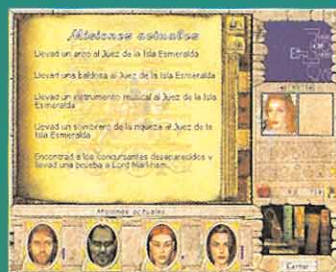 Misiones actuales
Llevad un arco al Juez de la Isla Esmeralda
Llevad una baldosa al Juez de la Isla Esmeralda
Llevad un instrumento musical al Juez de la Isla
Esmeralda
Llevad un sombrero de la riqueza al Juez de la
Isla Esmeralda
Encontrad a los concursantes desaparecidos y
llevad una prueba a Lord Markham.
Misiones actuales
Cerrar